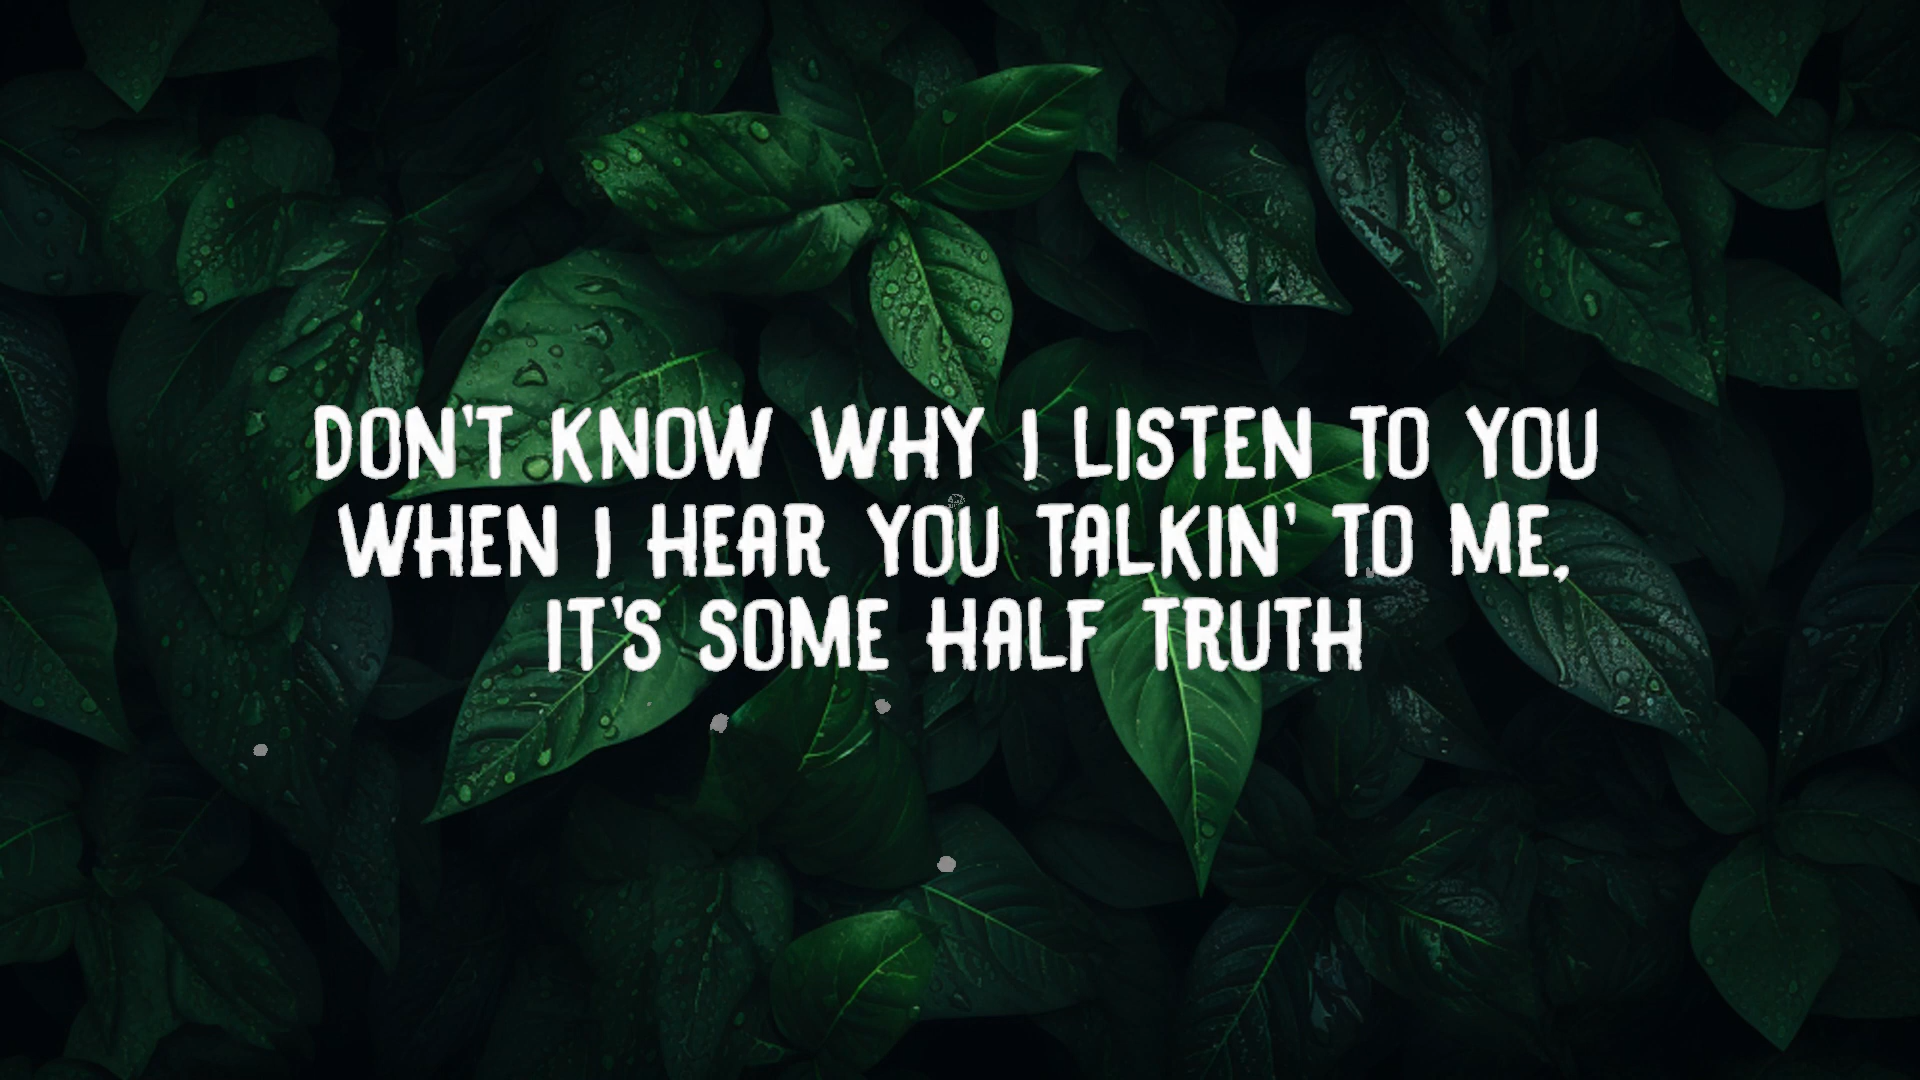 DON'T KNOW WHY I LISTEN TO YOU
WHEN I HEAR YOU TALKIN' TO ME,
IT'S SOME HALF TRUTH